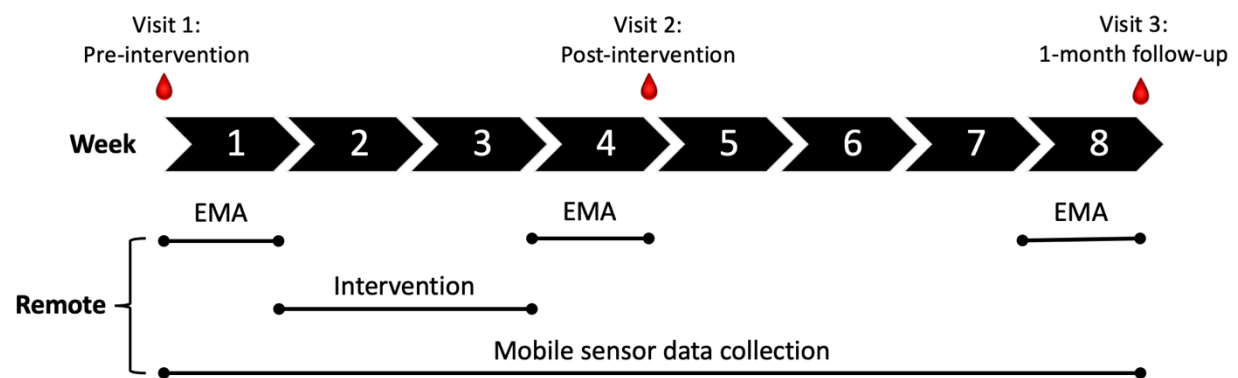 Visit 1:
Pre-intervention
Visit 2:
Post-intervention
Visit 3:
1-month follow-up
Week 1 2 3 4 5 6 7 8
EMA EMA EMA
Remote
Intervention
Mobile sensor data collection